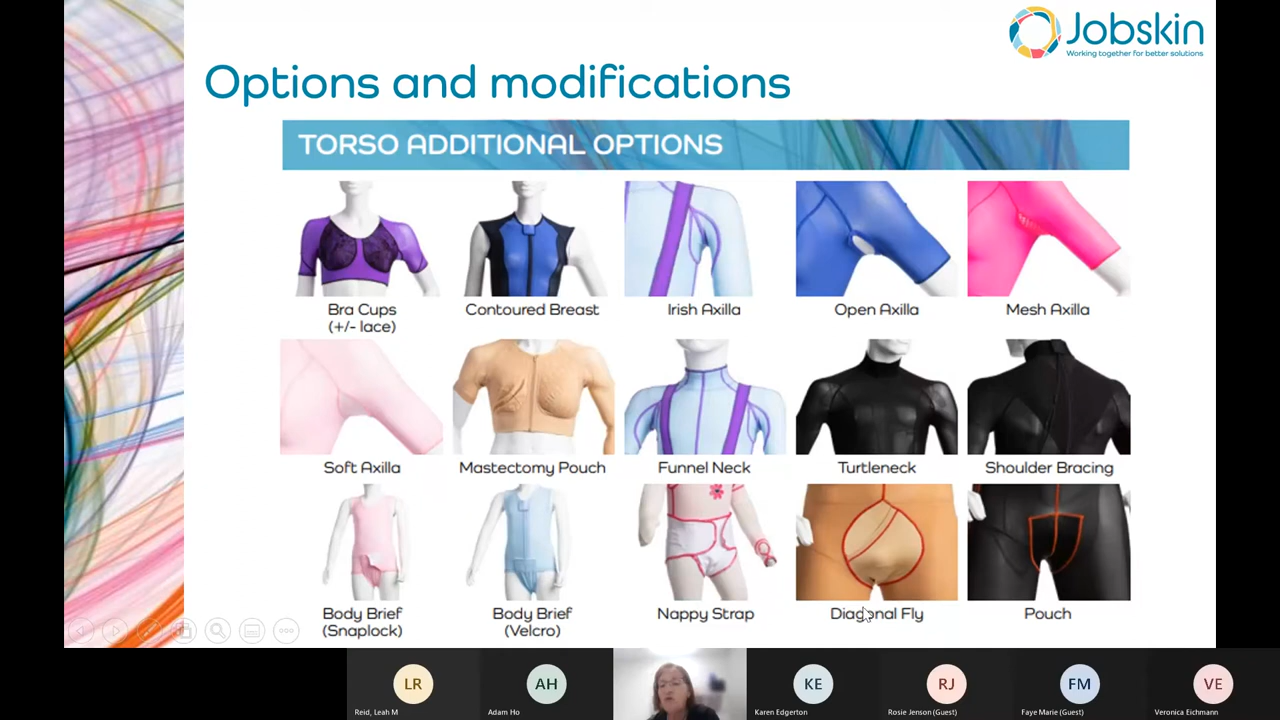 Jobskin
Working together for better solutions
Options and modifications
TORSO ADDITIONAL OPTIONS
Bra Cups
(+/- lace)
Contoured Breast
Irish Axilla
Open Axilla
Mesh Axilla
Soft Axilla
Mastectomy Pouch
Funnel Neck
Turtleneck
Shoulder Bracing
Body Brief
(Snaplock)
Body Brief
(Velcro)
Nappy Strap
Diagonal Fly
Pouch
LR
Reid, Leah M
AH
Adam Ho
KE
Karen Edgerton
RJ
Rosie Jenson (Guest)
FM
Faye Marie (Guest)
VE
Veronica Eichmann